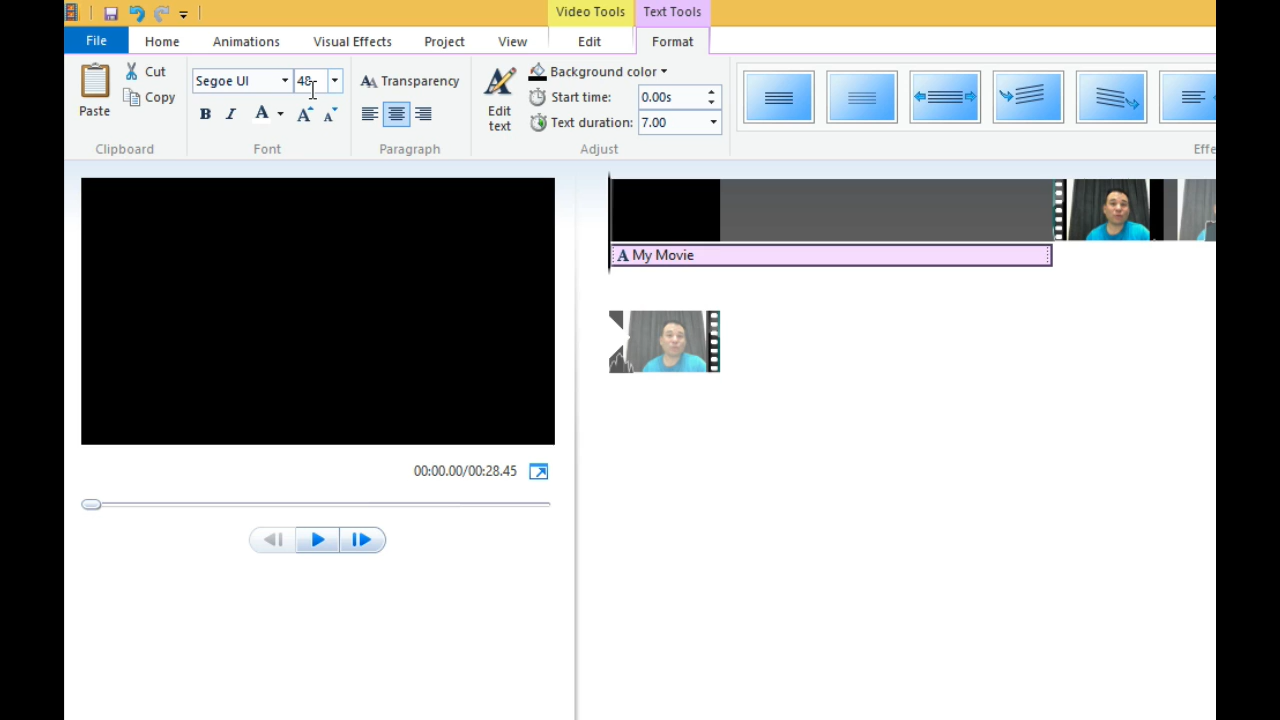 Video Tools Text Tools
File Home Animations Visual Effects Project View Edit Format
Paste Cut Copy
Clipboard
Segoe UI 48
B I A A A
Font
Transparency
Paragraph
Edit text
Background color
Start time: 0.00s
Text duration: 7.00
Adjust
Effe
A My Movie
00:00.00/00:28.45